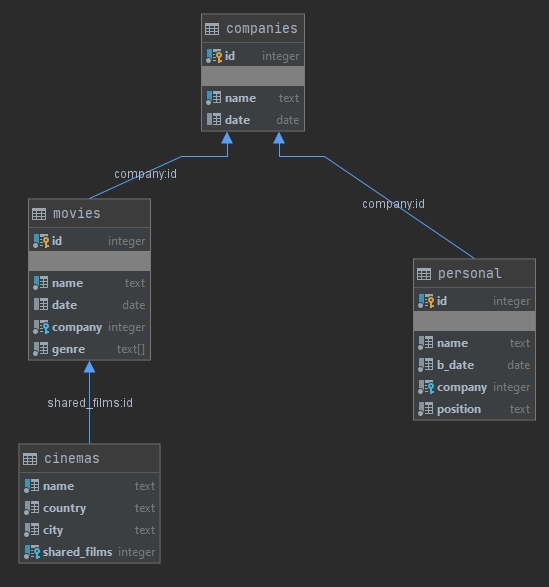 companies
id integer
name text
date date
company:id
company:id
movies
id integer
name text
date date
company integer
genre text[]
personal
id integer
name text
b_date date
company integer
position text
shared_films:id
cinemas
name text
country text
city text
shared_films integer